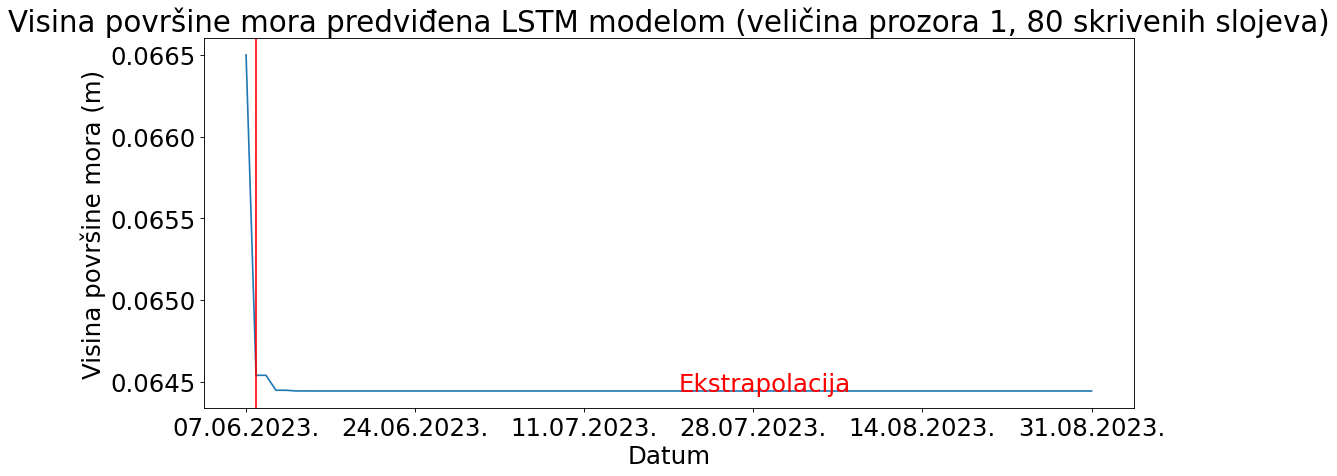 Visina površine mora predviđena LSTM modelom (veličina prozora 1, 80 skrivenih slojeva)
Visina površine mora (m)
0.0665
0.0660
0.0655
0.0650
0.0645
Ekstrapolacija
07.06.2023. 24.06.2023. 11.07.2023. 28.07.2023. 14.08.2023. 31.08.2023.
Datum